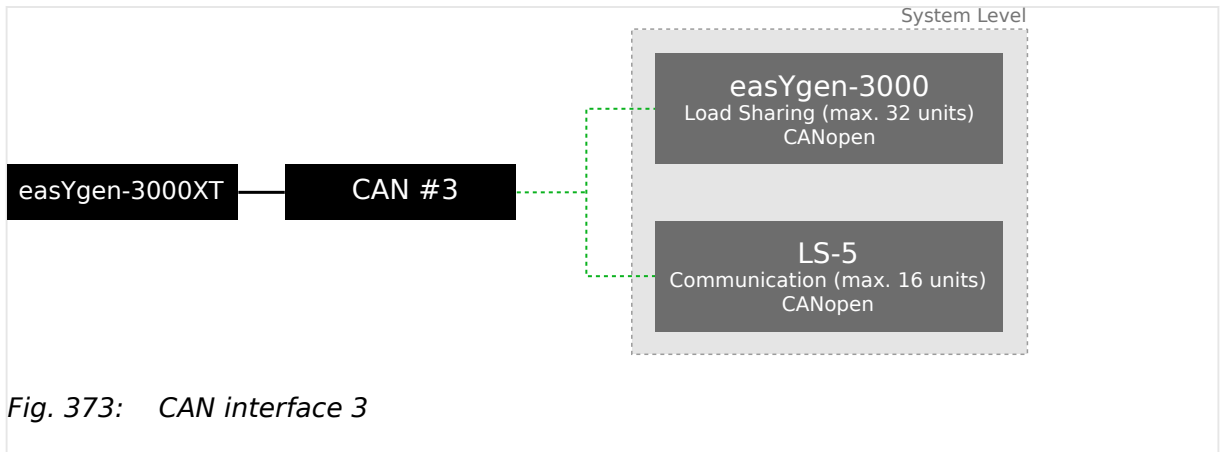 System Level
easYgen-3000
Load Sharing (max. 32 units)
CANopen
easYgen-3000XT
CAN #3
LS-5
Communication (max. 16 units)
CANopen
Fig. 373: CAN interface 3